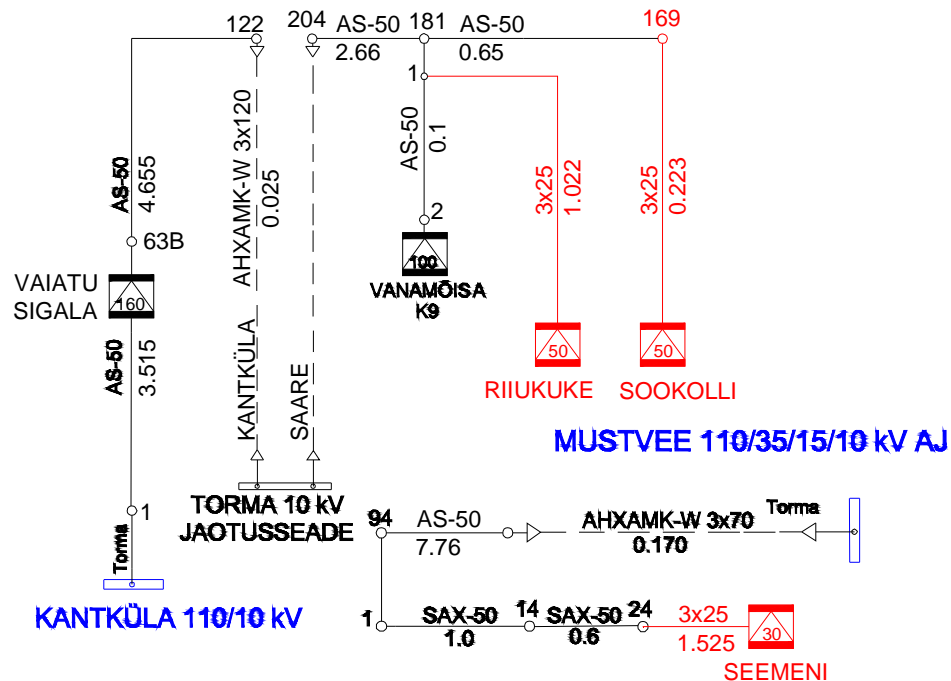 122
204
AS-50
2.66
181
AS-50
0.65
169
1
AS-50
0.1
AHXAMK-W 3x120
0.025
3x25
1.022
3x25
0.223
AS-50
4.655
63B
2
100
VANAMÕISA
K9
VAIATU
SIGALA
160
AS-50
3.515
KANTKÜLA
SAARE
50
RIIUKUKE
50
SOOKOLLI
MUSTVEE 110/35/15/10 kV AJ
TORMA 10 kV
JAOTUSSEADE
1
Torma
KANTKÜLA 110/10 kV
94
AS-50
7.76
AHXAMK-W 3x70
0.170
Torma
1
SAX-50
1.0
14
SAX-50
0.6
24
3x25
1.525
30
SEEMENI